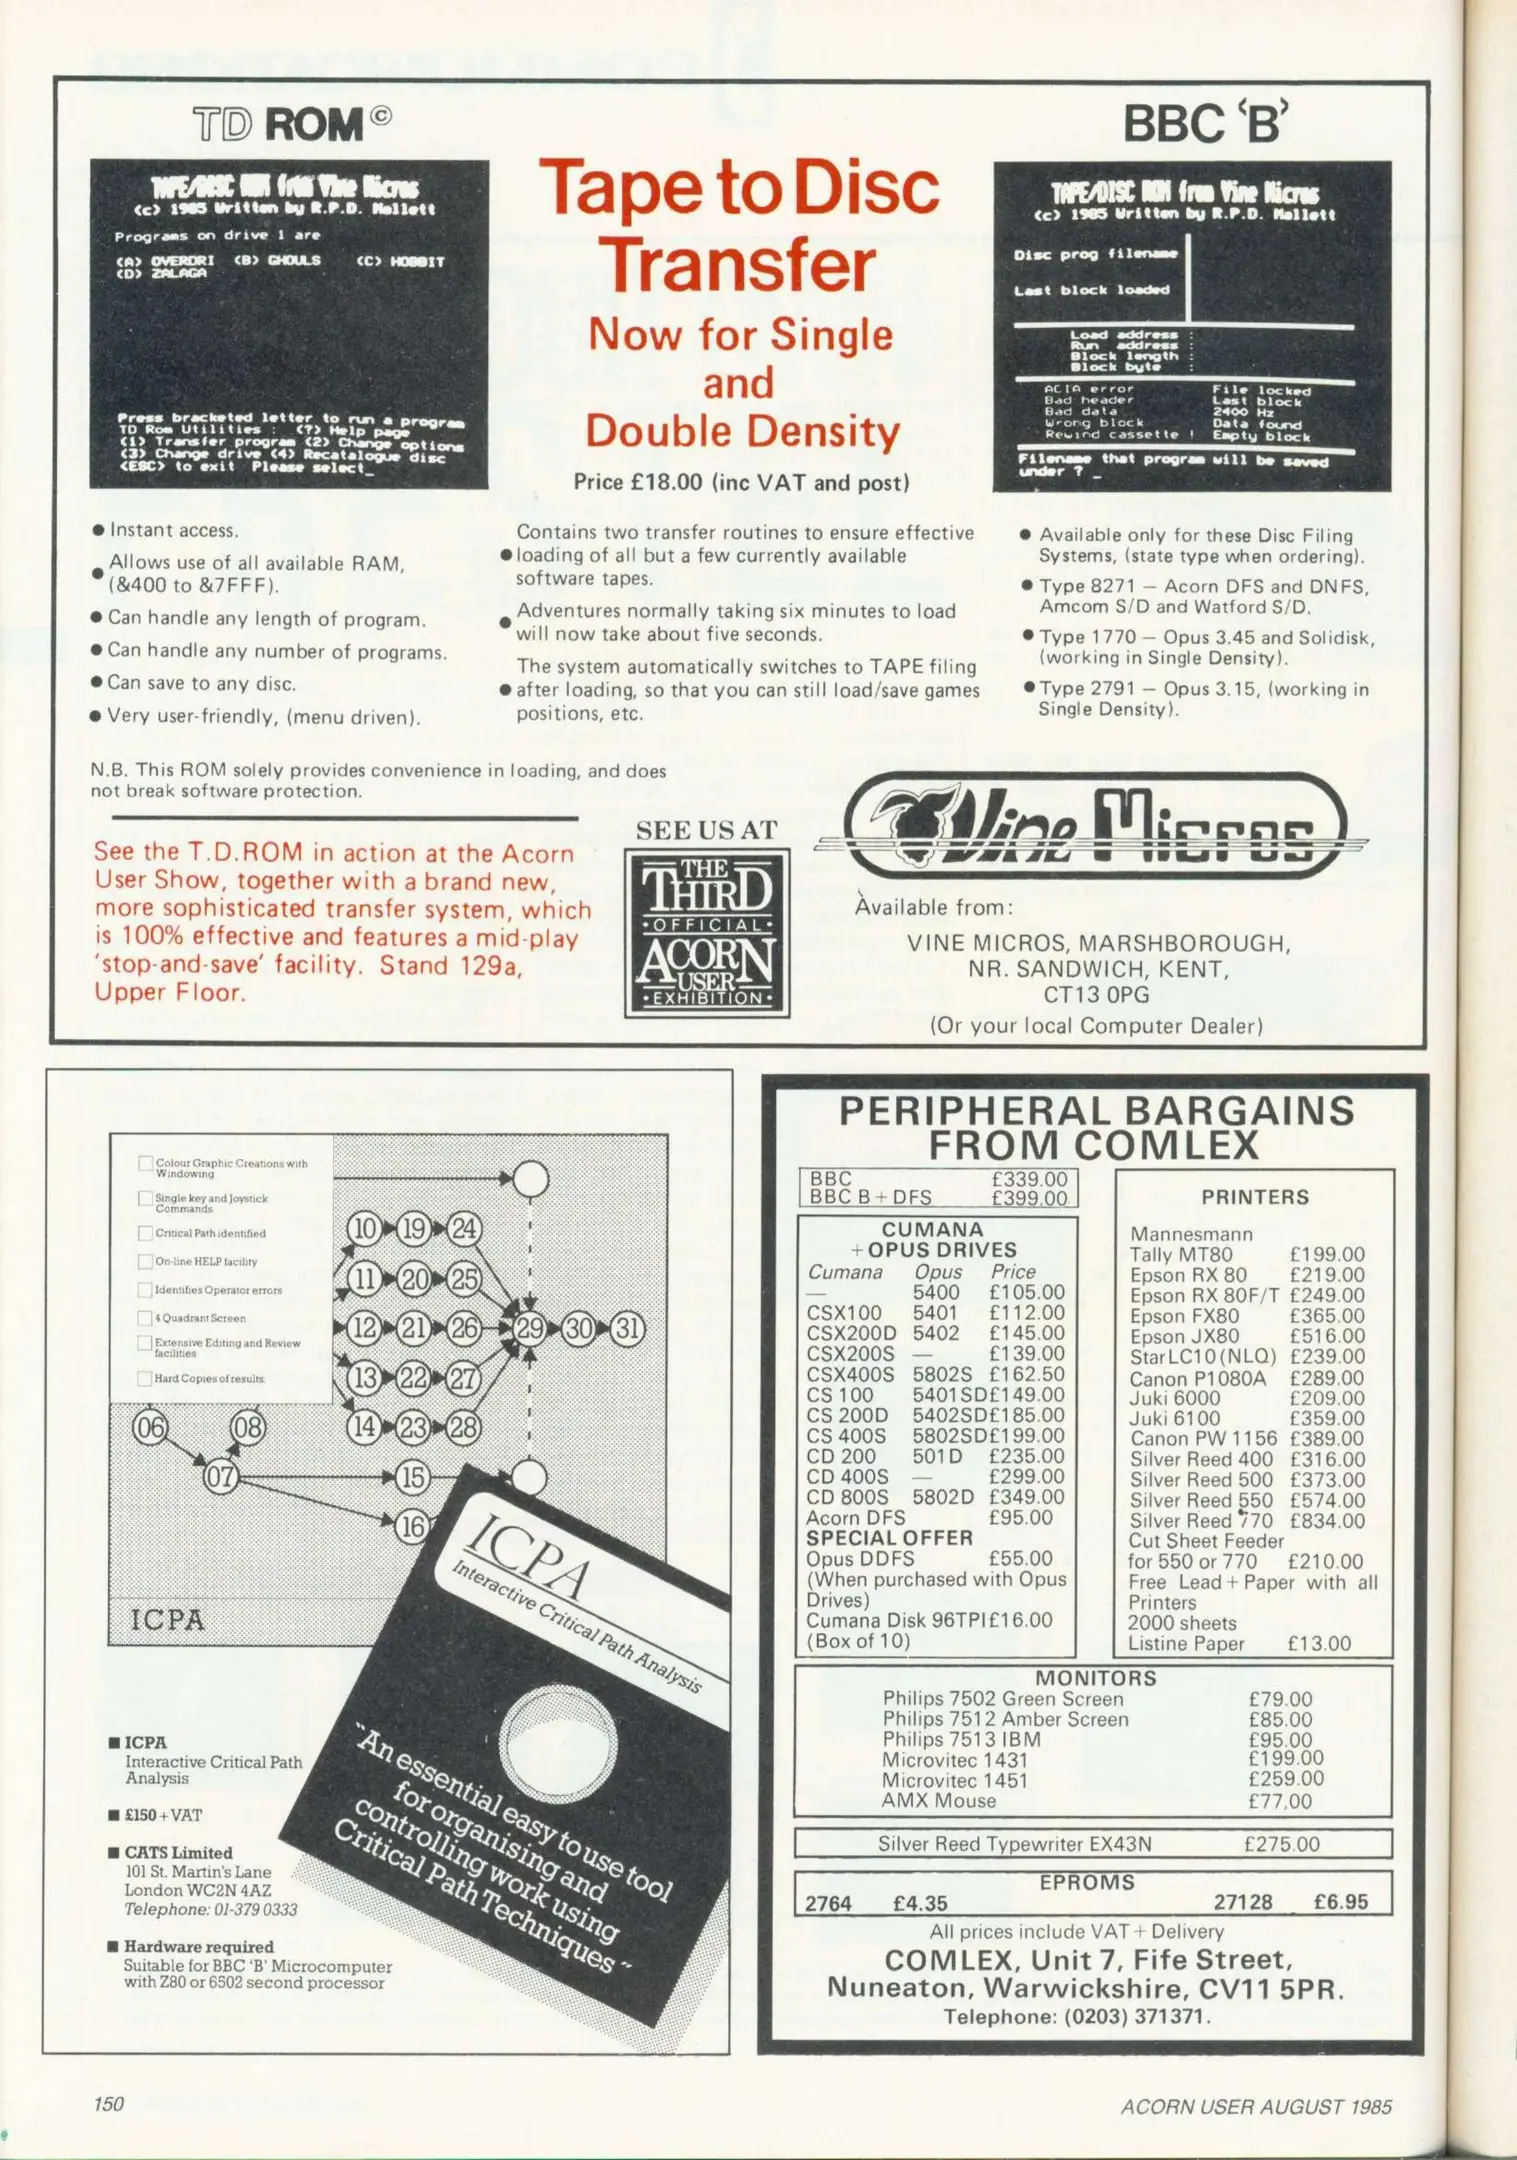 TD ROM©
BBC 'B'
TAPE/DISC ROM from Vine Micros
(c) 1985 Written by R.P.D. Mallett
Programs on drive 1 are
(A) OVERDRI (B) GHOULS (C) HOBBIT
(D) ZALAGA
Press bracketed letter to run a program
TD Rom Utilities : (?) Help page
(1) Transfer program (2) Change options
(3) Change drive (4) Recatalogue disc
(ESC) to exit Please select_
Tape to Disc
Transfer
Now for Single
and
Double Density
Price £18.00 (inc VAT and post)
TAPE/DISC ROM from Vine Micros
(c) 1985 Written by R.P.D. Mallett
Disc prog filename
Last block loaded
Load address :
Run address :
Block length :
Block byte :
ACIA error File locked
Bad header Last block
Bad data 2400 Hz
Wrong block Data found
Rewind cassette ! Empty block
Filename that program will be saved
under ? _
● Instant access.
● Allows use of all available RAM,
(&400 to &7FFF).
● Can handle any length of program.
● Can handle any number of programs.
● Can save to any disc.
● Very user-friendly, (menu driven).
Contains two transfer routines to ensure effective
● loading of all but a few currently available
software tapes.
● Adventures normally taking six minutes to load
will now take about five seconds.
The system automatically switches to TAPE filing
● after loading, so that you can still load/save games
positions, etc.
● Available only for these Disc Filing
Systems, (state type when ordering).
● Type 8271 – Acorn DFS and DNFS,
Amcom S/D and Watford S/D.
● Type 1770 – Opus 3.45 and Solidisk,
(working in Single Density).
● Type 2791 – Opus 3.15, (working in
Single Density).
N.B. This ROM solely provides convenience in loading, and does
not break software protection.
See the T.D.ROM in action at the Acorn
User Show, together with a brand new,
more sophisticated transfer system, which
is 100% effective and features a mid-play
'stop-and-save' facility. Stand 129a,
Upper Floor.
SEE US AT
THE
THIRD
•OFFICIAL•
ACORN
USER
•EXHIBITION•
Vine Micros
Available from:
VINE MICROS, MARSHBOROUGH,
NR. SANDWICH, KENT,
CT13 0PG
(Or your local Computer Dealer)
Colour Graphic Creations with
Windowing
Single key and Joystick
Commands
Critical Path identified
On-line HELP facility
Identifies Operator errors
4 Quadrant Screen
Extensive Editing and Review
facilities
Hard Copies of results
10 19 24
11 20 25
12 21 26 29 30 31
13 22 27
06 08 14 23 28
07 15
16
ICPA
ICPA
Interactive Critical Path Analysis
"An essential easy to use tool
for organising and
controlling work using
Critical Path Techniques"
■ ICPA
Interactive Critical Path
Analysis
■ £150 + VAT
■ CATS Limited
101 St. Martin's Lane
London WC2N 4AZ
Telephone: 01-379 0333
■ Hardware required
Suitable for BBC 'B' Microcomputer
with Z80 or 6502 second processor
PERIPHERAL BARGAINS
FROM COMLEX
BBC £339.00
BBC B + DFS £399.00
CUMANA
+ OPUS DRIVES
Cumana Opus Price
— 5400 £105.00
CSX100 5401 £112.00
CSX200D 5402 £145.00
CSX200S — £139.00
CSX400S 5802S £162.50
CS 100 5401SD £149.00
CS 200D 5402SD £185.00
CS 400S 5802SD £199.00
CD 200 501D £235.00
CD 400S — £299.00
CD 800S 5802D £349.00
Acorn DFS £95.00
SPECIAL OFFER
Opus DDFS £55.00
(When purchased with Opus
Drives)
Cumana Disk 96TPI £16.00
(Box of 10)
PRINTERS
Mannesmann
Tally MT80 £199.00
Epson RX 80 £219.00
Epson RX 80F/T £249.00
Epson FX80 £365.00
Epson JX80 £516.00
Star LC10 (NLQ) £239.00
Canon P1080A £289.00
Juki 6000 £209.00
Juki 6100 £359.00
Canon PW 1156 £389.00
Silver Reed 400 £316.00
Silver Reed 500 £373.00
Silver Reed 550 £574.00
Silver Reed 770 £834.00
Cut Sheet Feeder
for 550 or 770 £210.00
Free Lead + Paper with all
Printers
2000 sheets
Listine Paper £13.00
MONITORS
Philips 7502 Green Screen £79.00
Philips 7512 Amber Screen £85.00
Philips 7513 IBM £95.00
Microvitec 1431 £199.00
Microvitec 1451 £259.00
AMX Mouse £77.00
Silver Reed Typewriter EX43N £275.00
EPROMS
2764 £4.35 27128 £6.95
All prices include VAT + Delivery
COMLEX, Unit 7, Fife Street,
Nuneaton, Warwickshire, CV11 5PR.
Telephone: (0203) 371371.
150
ACORN USER AUGUST 1985